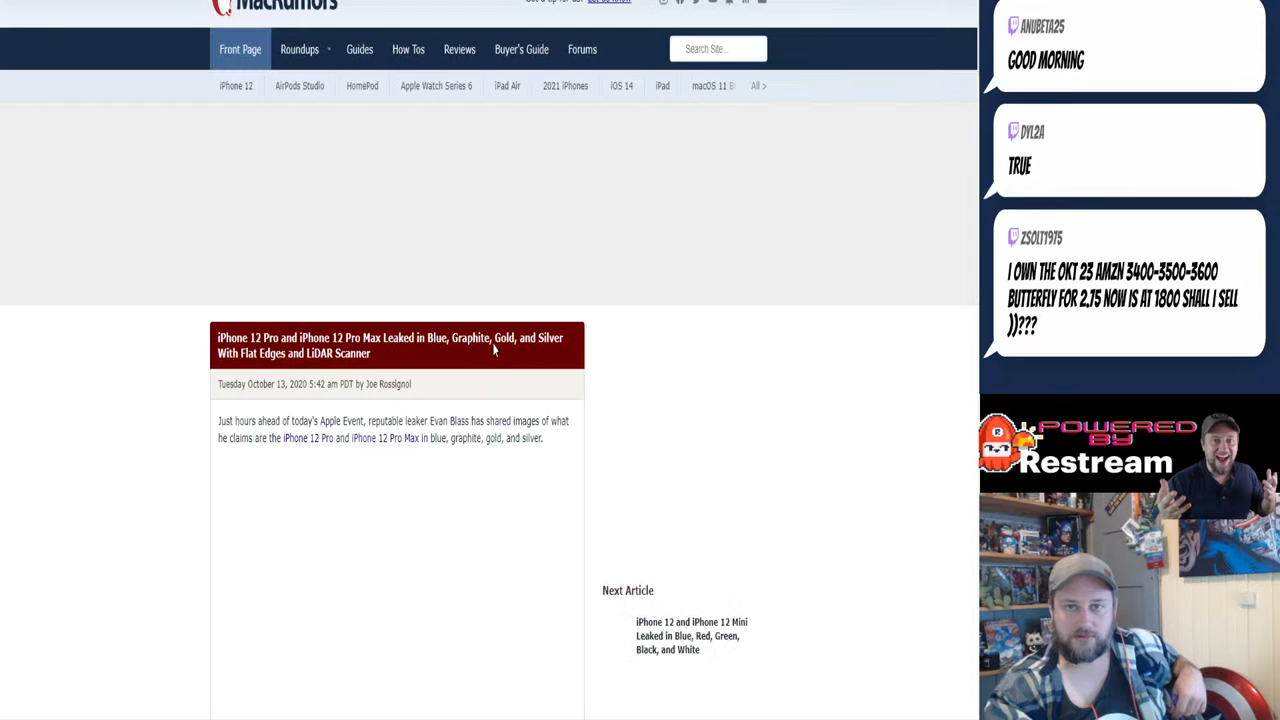 MacRumors
Front Page
Roundups
Guides
How Tos
Reviews
Buyer's Guide
Forums
Search Site...
iPhone 12
AirPods Studio
HomePod
Apple Watch Series 6
iPad Air
2021 iPhones
iOS 14
iPad
macOS 11
All >
iPhone 12 Pro and iPhone 12 Pro Max Leaked in Blue, Graphite, Gold, and Silver
With Flat Edges and LiDAR Scanner
Tuesday October 13, 2020 5:42 am PDT by Joe Rossignol
Just hours ahead of today's Apple Event, reputable leaker Evan Blass has shared images of what
he claims are the iPhone 12 Pro and iPhone 12 Pro Max in blue, graphite, gold, and silver.
Next Article
iPhone 12 and iPhone 12 Mini
Leaked in Blue, Red, Green,
Black, and White
ANUBETA25
GOOD MORNING
DYL2A
TRUE
ZSOLT1975
I OWN THE OKT 23 AMZN 3400-3500-3600
BUTTERFLY FOR 2.75 NOW IS AT 1800 SHALL I SELL
))???
POWERED
BY
Restream